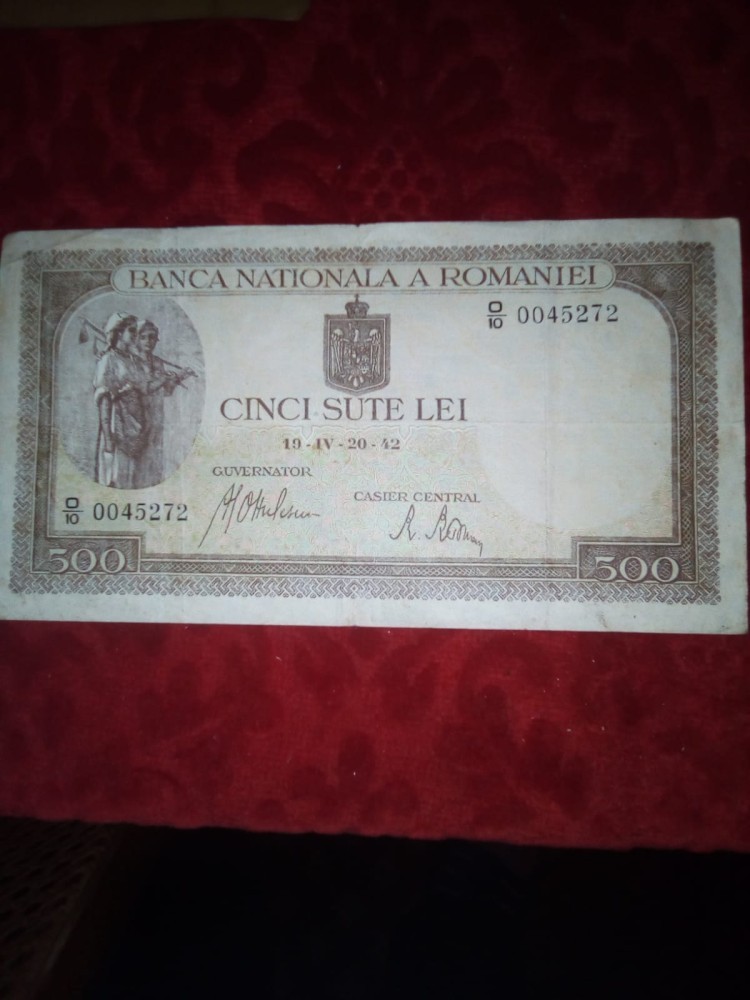 BANCA NATIONALA A ROMANIEI
O/10 0045272
CINCI SUTE LEI
19-IV-20-42
GUVERNATOR
CASIER CENTRAL
O/10 0045272
500
500